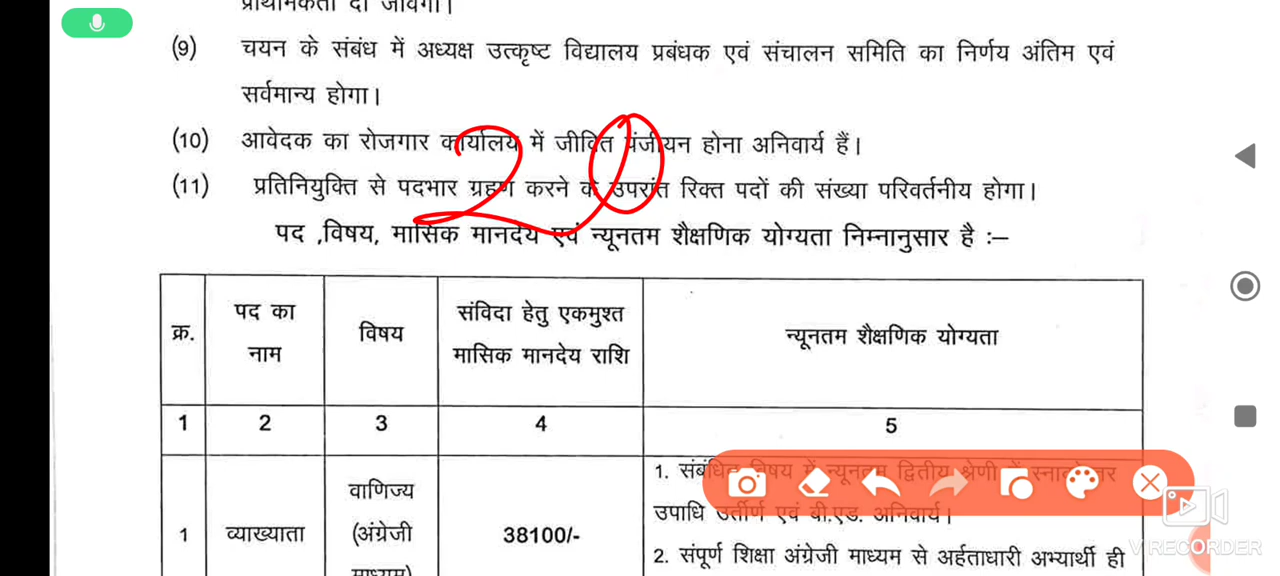 प्राथमिकता दी जावेगी।
(9) चयन के संबंध में अध्यक्ष उत्कृष्ट विद्यालय प्रबंधक एवं संचालन समिति का निर्णय अंतिम एवं
सर्वमान्य होगा।
(10) आवेदक का रोजगार कार्यालय में जीवित पंजीयन होना अनिवार्य हैं।
(11) प्रतिनियुक्ति से पदभार ग्रहण करने के उपरांत रिक्त पदों की संख्या परिवर्तनीय होगा।
20
पद ,विषय, मासिक मानदेय एवं न्यूनतम शैक्षणिक योग्यता निम्नानुसार है :–
क्र. पद का नाम विषय संविदा हेतु एकमुश्त मासिक मानदेय राशि न्यूनतम शैक्षणिक योग्यता
1 2 3 4 5
1 व्याख्याता वाणिज्य (अंग्रेजी माध्यम) 38100/-
1. संबंधित विषय में न्यूनतम द्वितीय श्रेणी में स्नातकोत्तर
उपाधि उर्तीर्ण एवं बी.एड. अनिवार्य।
2. संपूर्ण शिक्षा अंग्रेजी माध्यम से अर्हताधारी अभ्यार्थी ही
V RECORDER